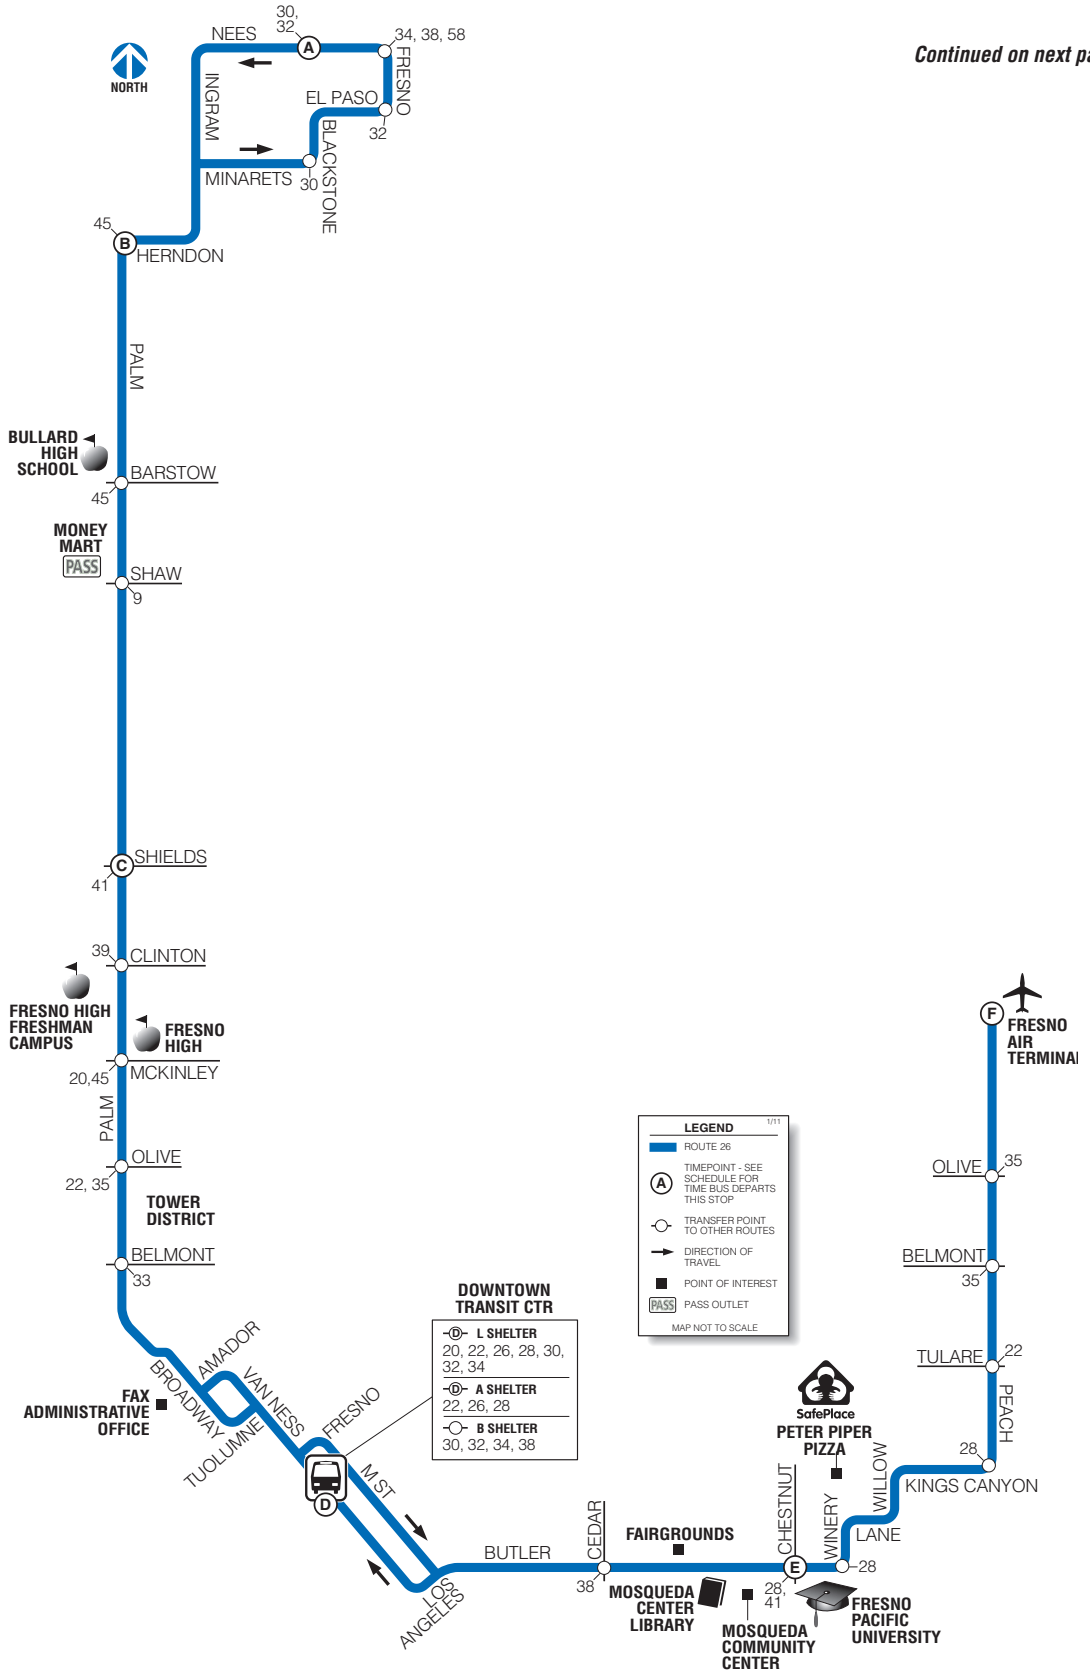 30,
32
NEES
A
34, 38, 58
Continued on next pa
NORTH
INGRAM
FRESNO
EL PASO
32
BLACKSTONE
MINARETS
30
45
B
HERNDON
PALM
BULLARD
HIGH
SCHOOL
BARSTOW
45
MONEY
MART
PASS
SHAW
9
C
SHIELDS
41
39
CLINTON
FRESNO HIGH
FRESHMAN
CAMPUS
FRESNO
HIGH
20,45
MCKINLEY
PALM
OLIVE
22, 35
TOWER
DISTRICT
BELMONT
33
AMADOR
BROADWAY
VAN NESS
FAX
ADMINISTRATIVE
OFFICE
TUOLUMNE
FRESNO
M ST
D
DOWNTOWN
TRANSIT CTR
D L SHELTER
20, 22, 26, 28, 30,
32, 34
D A SHELTER
22, 26, 28
B SHELTER
30, 32, 34, 38
LOS
ANGELES
BUTLER
CEDAR
38
FAIRGROUNDS
MOSQUEDA
CENTER
LIBRARY
CHESTNUT
E
28,
41
MOSQUEDA
COMMUNITY
CENTER
FRESNO
PACIFIC
UNIVERSITY
WINERY
28
LANE
WILLOW
KINGS CANYON
28
PEACH
SafePlace
PETER PIPER
PIZZA
TULARE
22
BELMONT
35
OLIVE
35
F
FRESNO
AIR
TERMINAL
LEGEND
1/11
ROUTE 26
A
TIMEPOINT - SEE
SCHEDULE FOR
TIME BUS DEPARTS
THIS STOP
TRANSFER POINT
TO OTHER ROUTES
DIRECTION OF
TRAVEL
POINT OF INTEREST
PASS PASS OUTLET
MAP NOT TO SCALE